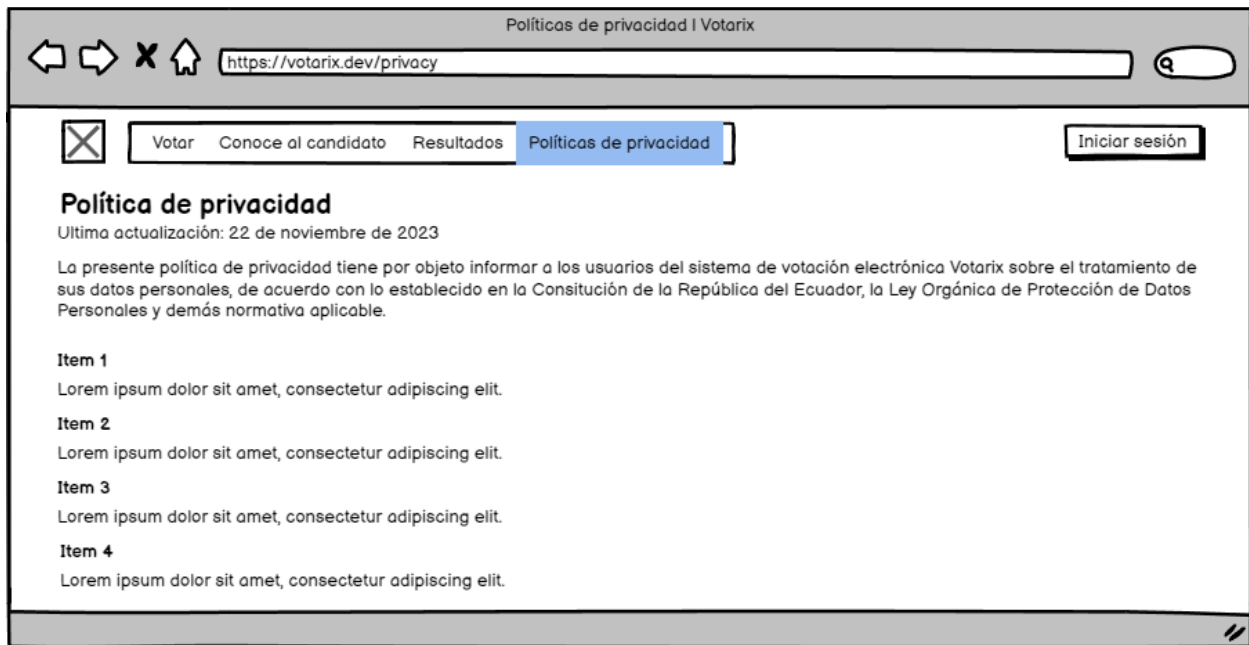 Políticas de privacidad | Votarix
https://votarix.dev/privacy
Votar Conoce al candidato Resultados Políticas de privacidad Iniciar sesión
Política de privacidad
Ultima actualización: 22 de noviembre de 2023
La presente política de privacidad tiene por objeto informar a los usuarios del sistema de votación electrónica Votarix sobre el tratamiento de
sus datos personales, de acuerdo con lo establecido en la Consitución de la República del Ecuador, la Ley Orgánica de Protección de Datos
Personales y demás normativa aplicable.
Item 1
Lorem ipsum dolor sit amet, consectetur adipiscing elit.
Item 2
Lorem ipsum dolor sit amet, consectetur adipiscing elit.
Item 3
Lorem ipsum dolor sit amet, consectetur adipiscing elit.
Item 4
Lorem ipsum dolor sit amet, consectetur adipiscing elit.